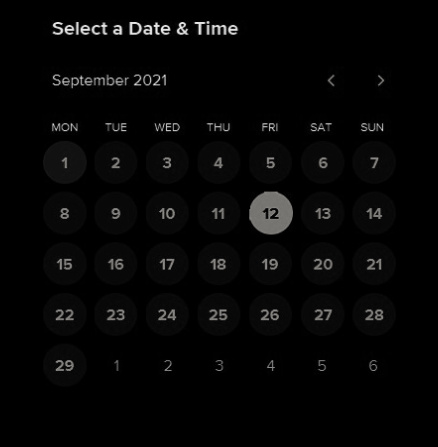 Select a Date & Time
September 2021
MON TUE WED THU FRI SAT SUN
1 2 3 4 5 6 7
8 9 10 11 12 13 14
15 16 17 18 19 20 21
22 23 24 25 26 27 28
29 1 2 3 4 5 6